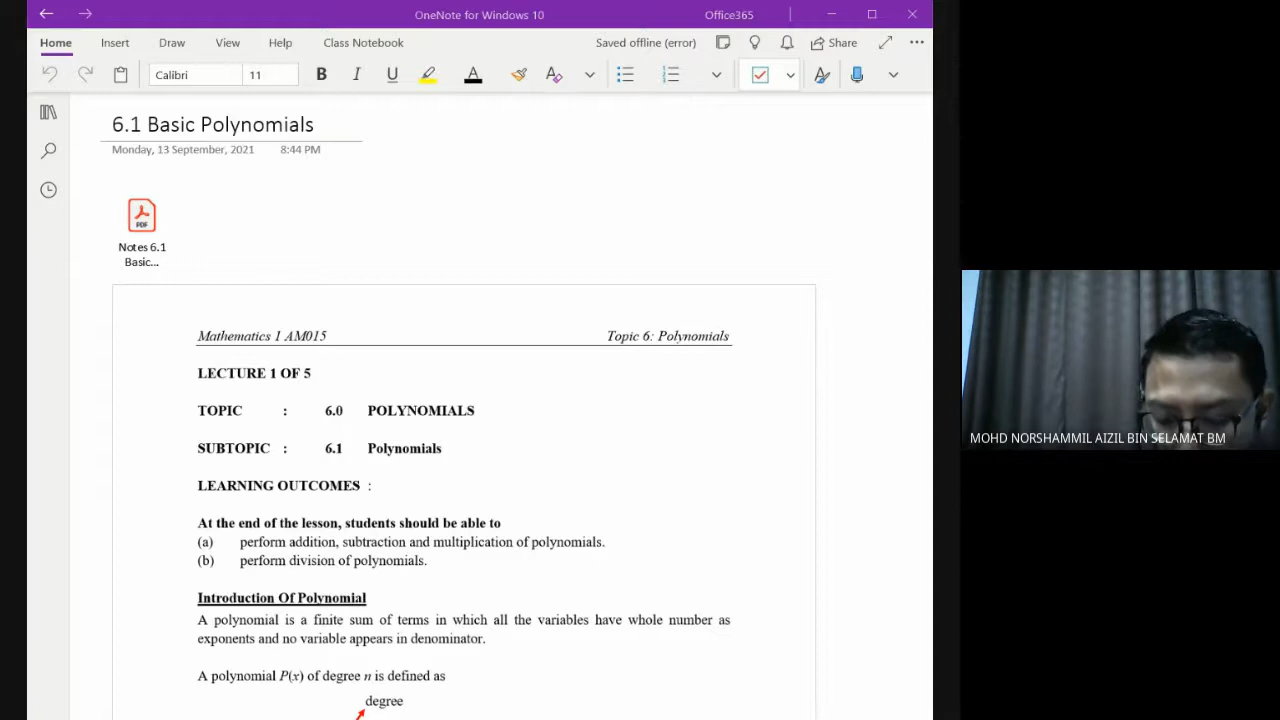 OneNote for Windows 10
Office365
Home Insert Draw View Help Class Notebook
Saved offline (error)
Share
Calibri
11
B I U A
6.1 Basic Polynomials
Monday, 13 September, 2021 8:44 PM
PDF
Notes 6.1
Basic...
Mathematics 1 AM015 Topic 6: Polynomials
LECTURE 1 OF 5
TOPIC : 6.0 POLYNOMIALS
SUBTOPIC : 6.1 Polynomials
LEARNING OUTCOMES :
At the end of the lesson, students should be able to
(a) perform addition, subtraction and multiplication of polynomials.
(b) perform division of polynomials.
Introduction Of Polynomial
A polynomial is a finite sum of terms in which all the variables have whole number as
exponents and no variable appears in denominator.
A polynomial P(x) of degree n is defined as
degree
MOHD NORSHAMMIL AIZIL BIN SELAMAT BM